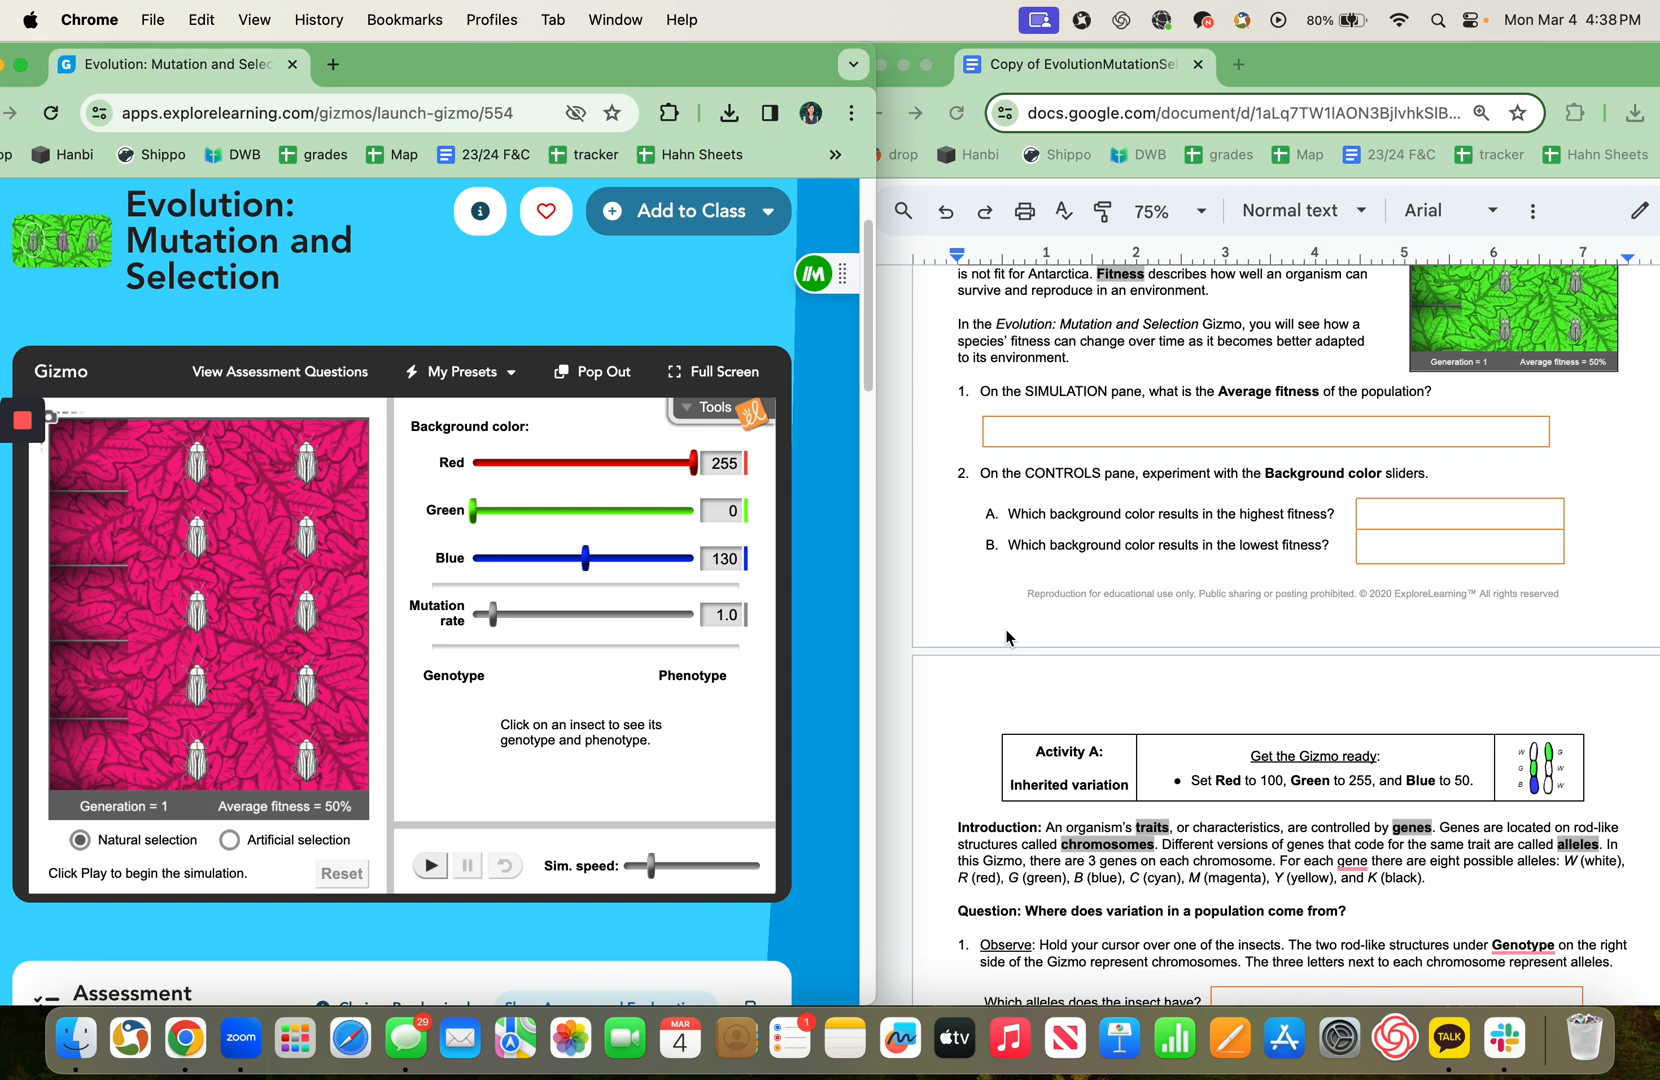 Chrome File Edit View History Bookmarks Profiles Tab Window Help 80% Mon Mar 4 4:38 PM
Evolution: Mutation and Selec
apps.explorelearning.com/gizmos/launch-gizmo/554
op Hanbi Shippo DWB grades Map 23/24 F&C tracker Hahn Sheets
Evolution:
Mutation and
Selection
Add to Class
Gizmo View Assessment Questions My Presets Pop Out Full Screen
Tools
Background color:
Red 255
Green 0
Blue 130
Mutation
rate 1.0
Genotype Phenotype
Click on an insect to see its
genotype and phenotype.
Generation = 1 Average fitness = 50%
Natural selection Artificial selection
Click Play to begin the simulation. Reset
Sim. speed:
Assessment
Copy of EvolutionMutationSel
docs.google.com/document/d/1aLq7TW1lAON3BjlvhkSlB...
drop Hanbi Shippo DWB grades Map 23/24 F&C tracker Hahn Sheets
75% Normal text Arial
1 2 3 4 5 6 7
is not fit for Antarctica. Fitness describes how well an organism can
survive and reproduce in an environment.
In the Evolution: Mutation and Selection Gizmo, you will see how a
species' fitness can change over time as it becomes better adapted
to its environment.
Generation = 1 Average fitness = 50%
1. On the SIMULATION pane, what is the Average fitness of the population?
2. On the CONTROLS pane, experiment with the Background color sliders.
A. Which background color results in the highest fitness?
B. Which background color results in the lowest fitness?
Reproduction for educational use only. Public sharing or posting prohibited. © 2020 ExploreLearning™ All rights reserved
Activity A:
Inherited variation
Get the Gizmo ready:
● Set Red to 100, Green to 255, and Blue to 50.
W G
G W
B W
Introduction: An organism's traits, or characteristics, are controlled by genes. Genes are located on rod-like
structures called chromosomes. Different versions of genes that code for the same trait are called alleles. In
this Gizmo, there are 3 genes on each chromosome. For each gene there are eight possible alleles: W (white),
R (red), G (green), B (blue), C (cyan), M (magenta), Y (yellow), and K (black).
Question: Where does variation in a population come from?
1. Observe: Hold your cursor over one of the insects. The two rod-like structures under Genotype on the right
side of the Gizmo represent chromosomes. The three letters next to each chromosome represent alleles.
Which alleles does the insect have?
zoom 29 MAR 4 1 tv TALK